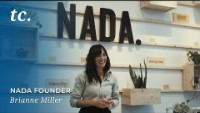 tc.
NADA.
NADA FOUNDER
Brianne Miller